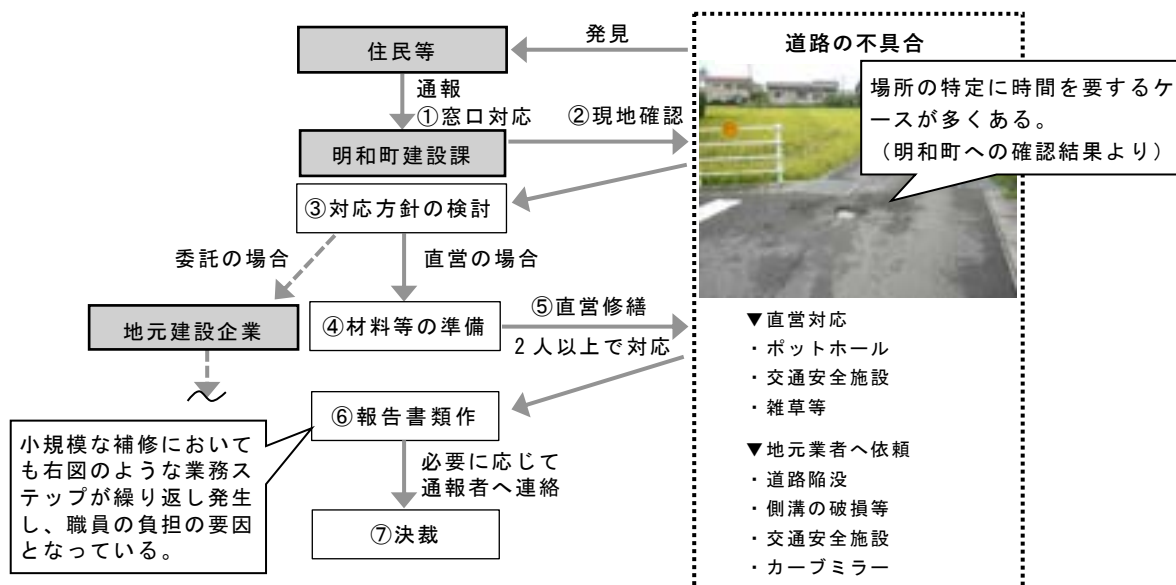 発見
住民等
通報
①窓口対応
②現地確認
明和町建設課
③対応方針の検討
委託の場合
直営の場合
地元建設企業
④材料等の準備
⑤直営修繕
2人以上で対応
⑥報告書類作
小規模な補修において
も右図のような業務ス
テップが繰り返し発生
し、職員の負担の要因
となっている。
必要に応じて
通報者へ連絡
⑦決裁
道路の不具合
場所の特定に時間を要するケ
ースが多くある。
(明和町への確認結果より)
▼直営対応
・ポットホール
・交通安全施設
・雑草等
▼地元業者へ依頼
・道路陥没
・側溝の破損等
・交通安全施設
・カーブミラー